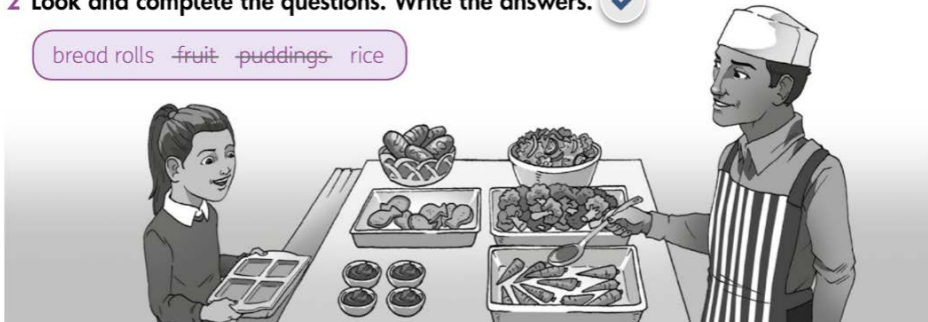 2 Look and complete the questions. Write the answers.
bread rolls fruit puddings rice